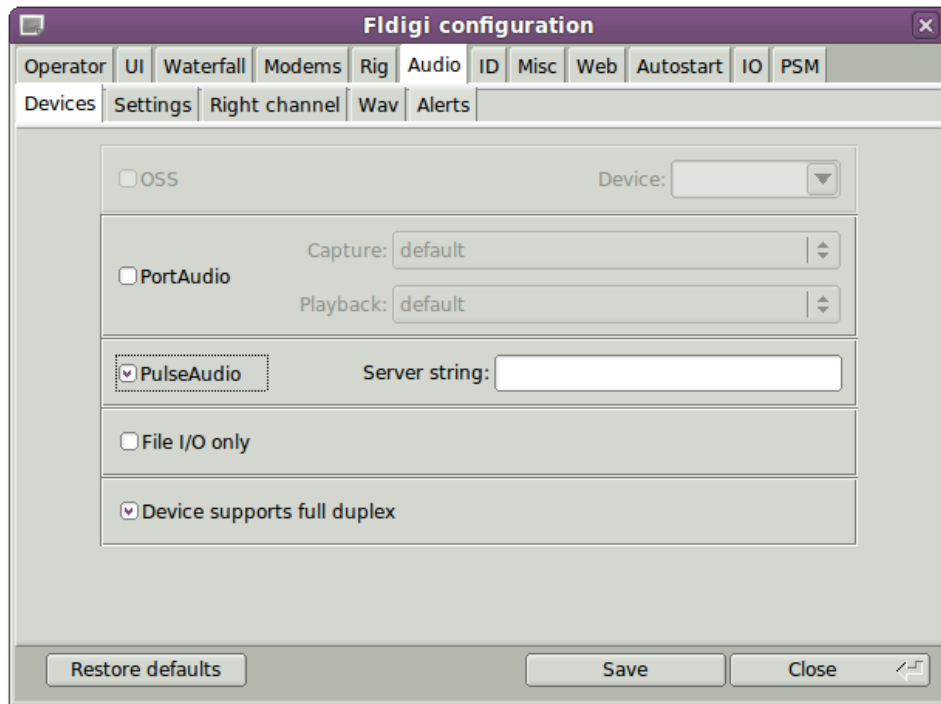 Fldigi configuration
Operator UI Waterfall Modems Rig Audio ID Misc Web Autostart IO PSM
Devices Settings Right channel Wav Alerts
OSS Device:
Capture: default
PortAudio
Playback: default
PulseAudio Server string:
File I/O only
Device supports full duplex
Restore defaults Save Close